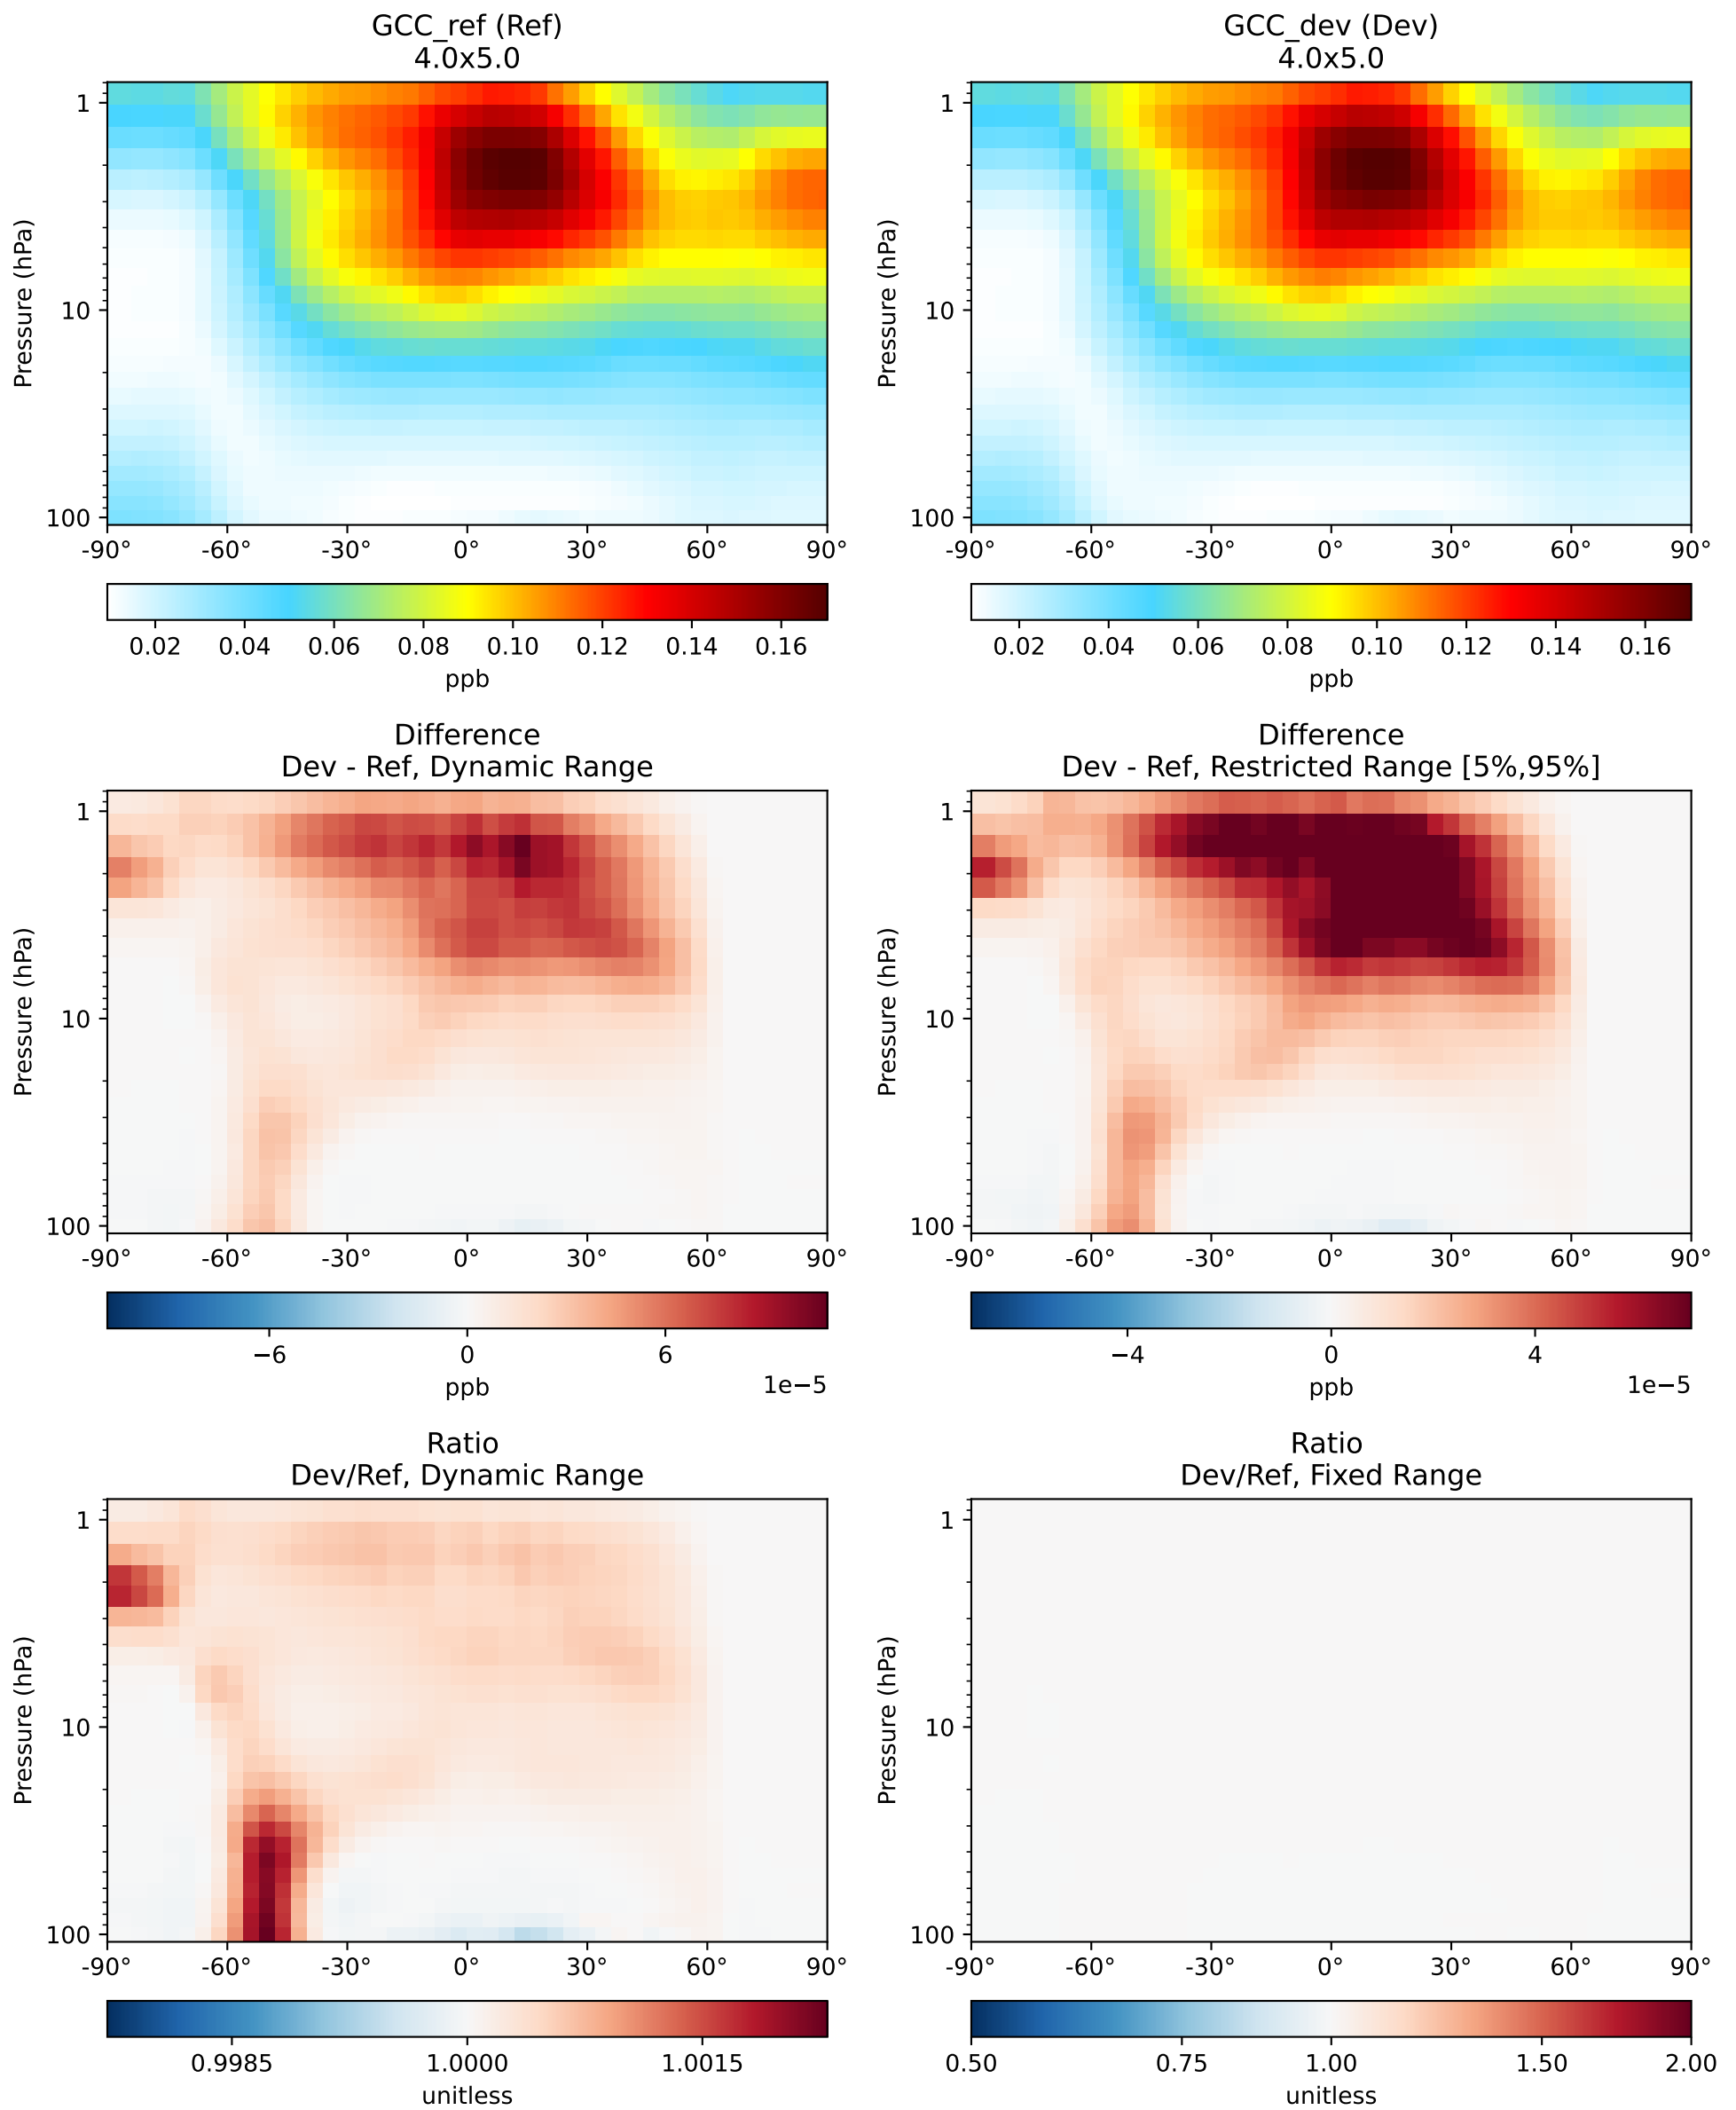 GCC_ref (Ref)
4.0x5.0
1
10
100
Pressure (hPa)
-90° -60° -30° 0° 30° 60° 90°
0.02 0.04 0.06 0.08 0.10 0.12 0.14 0.16
ppb
GCC_dev (Dev)
4.0x5.0
1
10
100
Pressure (hPa)
-90° -60° -30° 0° 30° 60° 90°
0.02 0.04 0.06 0.08 0.10 0.12 0.14 0.16
ppb
Difference
Dev - Ref, Dynamic Range
1
10
100
Pressure (hPa)
-90° -60° -30° 0° 30° 60° 90°
−6 0 6
ppb
1e−5
Difference
Dev - Ref, Restricted Range [5%,95%]
1
10
100
Pressure (hPa)
-90° -60° -30° 0° 30° 60° 90°
−4 0 4
ppb
1e−5
Ratio
Dev/Ref, Dynamic Range
1
10
100
Pressure (hPa)
-90° -60° -30° 0° 30° 60° 90°
0.9985 1.0000 1.0015
unitless
Ratio
Dev/Ref, Fixed Range
1
10
100
Pressure (hPa)
-90° -60° -30° 0° 30° 60° 90°
0.50 0.75 1.00 1.50 2.00
unitless